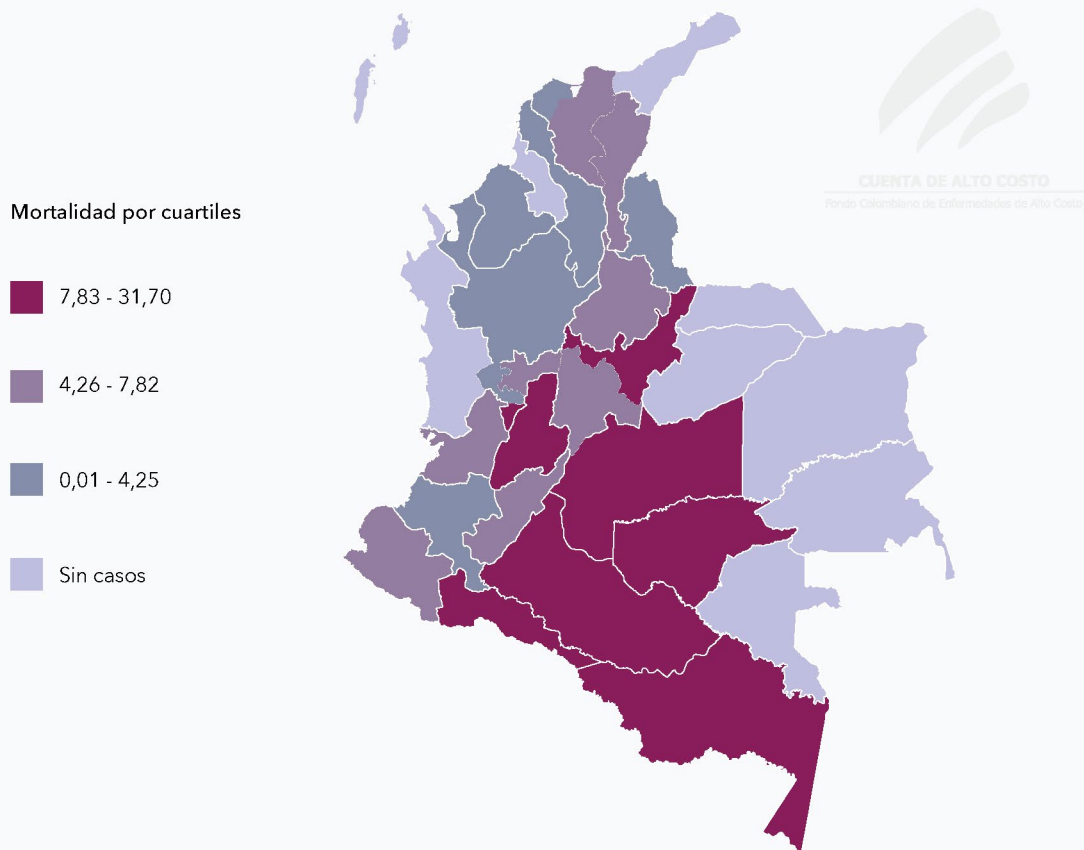 CUENTA DE ALTO COSTO
Fondo Colombiano de Enfermedades de Alto Costo
Mortalidad por cuartiles
7,83 - 31,70
4,26 - 7,82
0,01 - 4,25
Sin casos